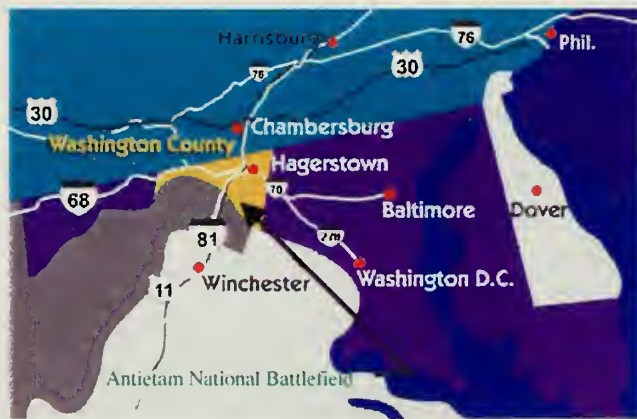 Harrisburg
76
Phil.
76
30
30
Chambersburg
Washington County
Hagerstown
68
70
Baltimore
Dover
81
270
Washington D.C.
11
Winchester
Antietam National Battlefield